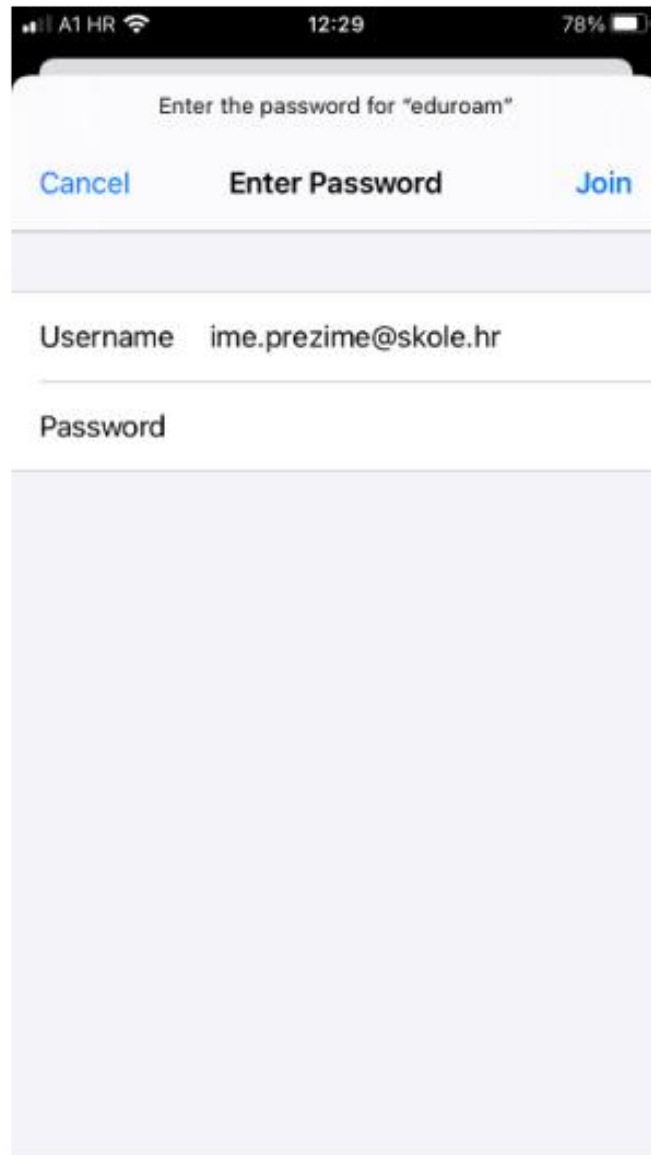 A1 HR 12:29 78%
Enter the password for “eduroam”
Cancel Enter Password Join
Username ime.prezime@skole.hr
Password